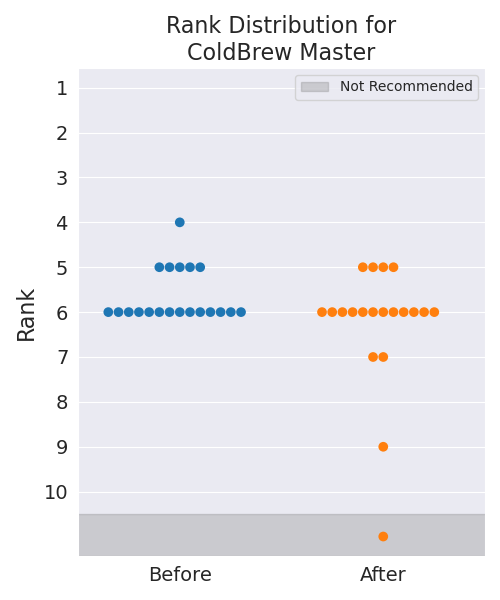 Rank Distribution for
ColdBrew Master
Not Recommended
1
2
3
4
5
6
7
8
9
10
Rank
Before
After